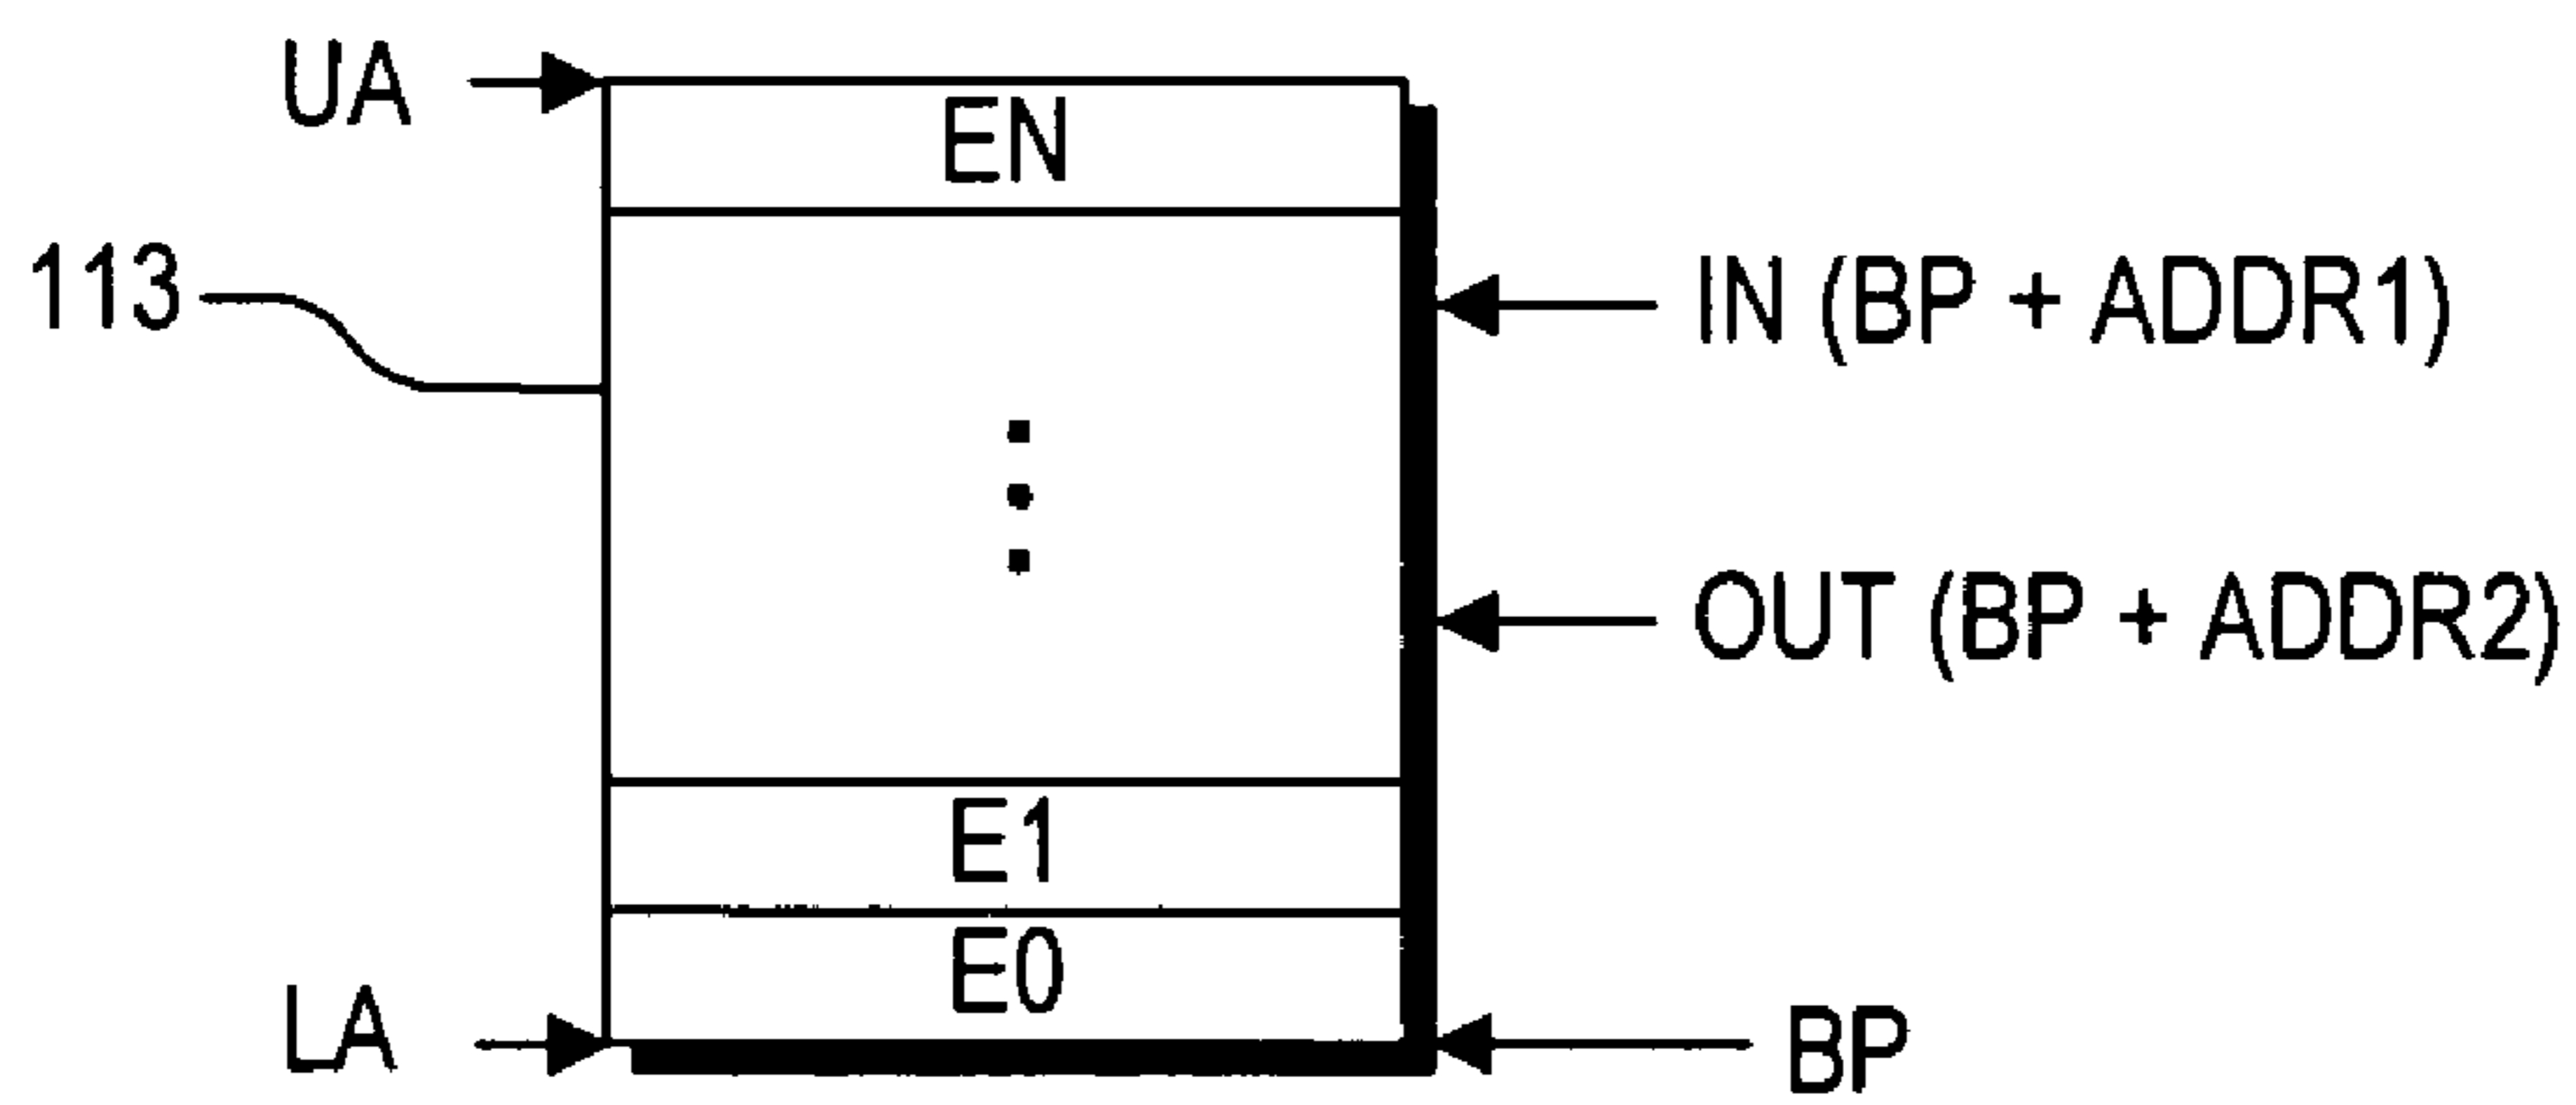 UA
EN
113
IN (BP + ADDR1)
OUT (BP + ADDR2)
E1
E0
LA
BP